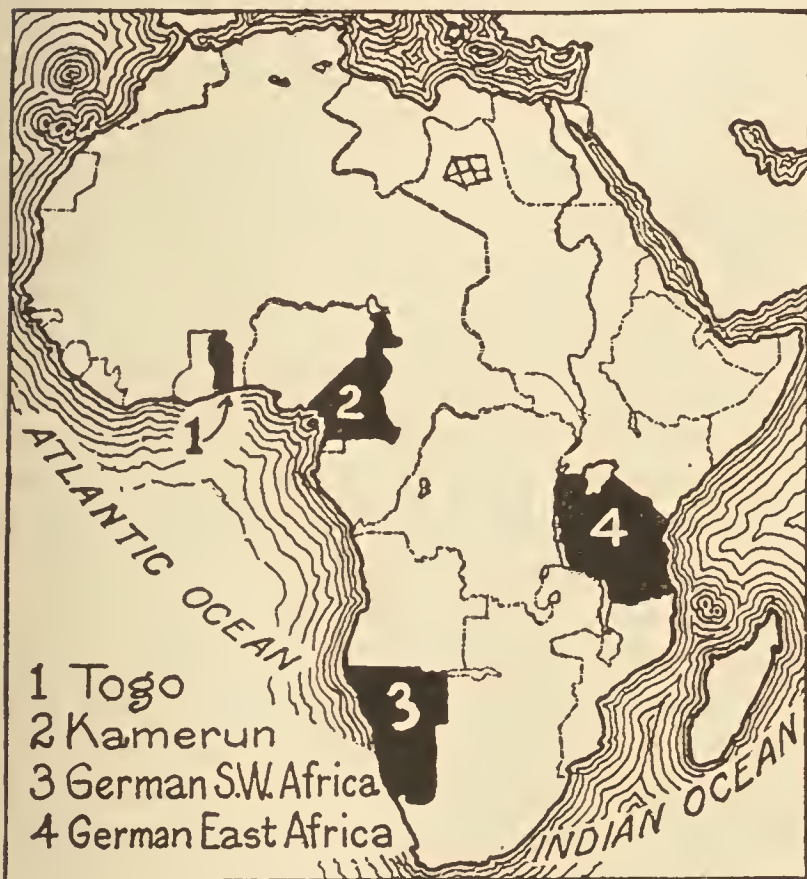 2
4
1
ATLANTIC OCEAN
3
1 Togo
2 Kamerun
3 German S.W. Africa
4 German East Africa
INDIAN OCEAN